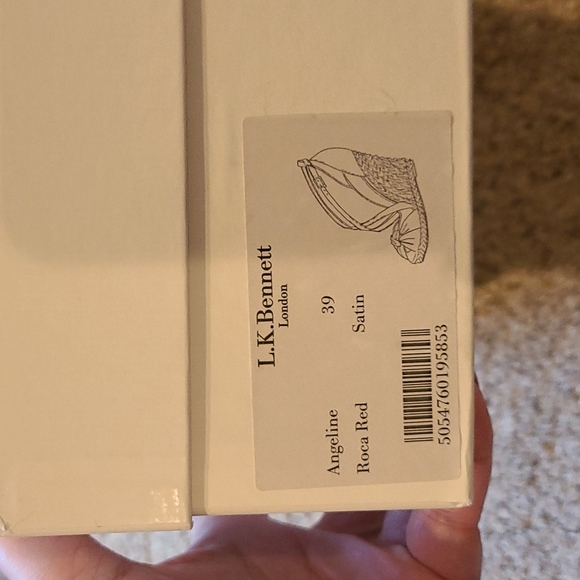 L.K.Bennett
London
Angeline 39
Roca Red Satin
5054760195853